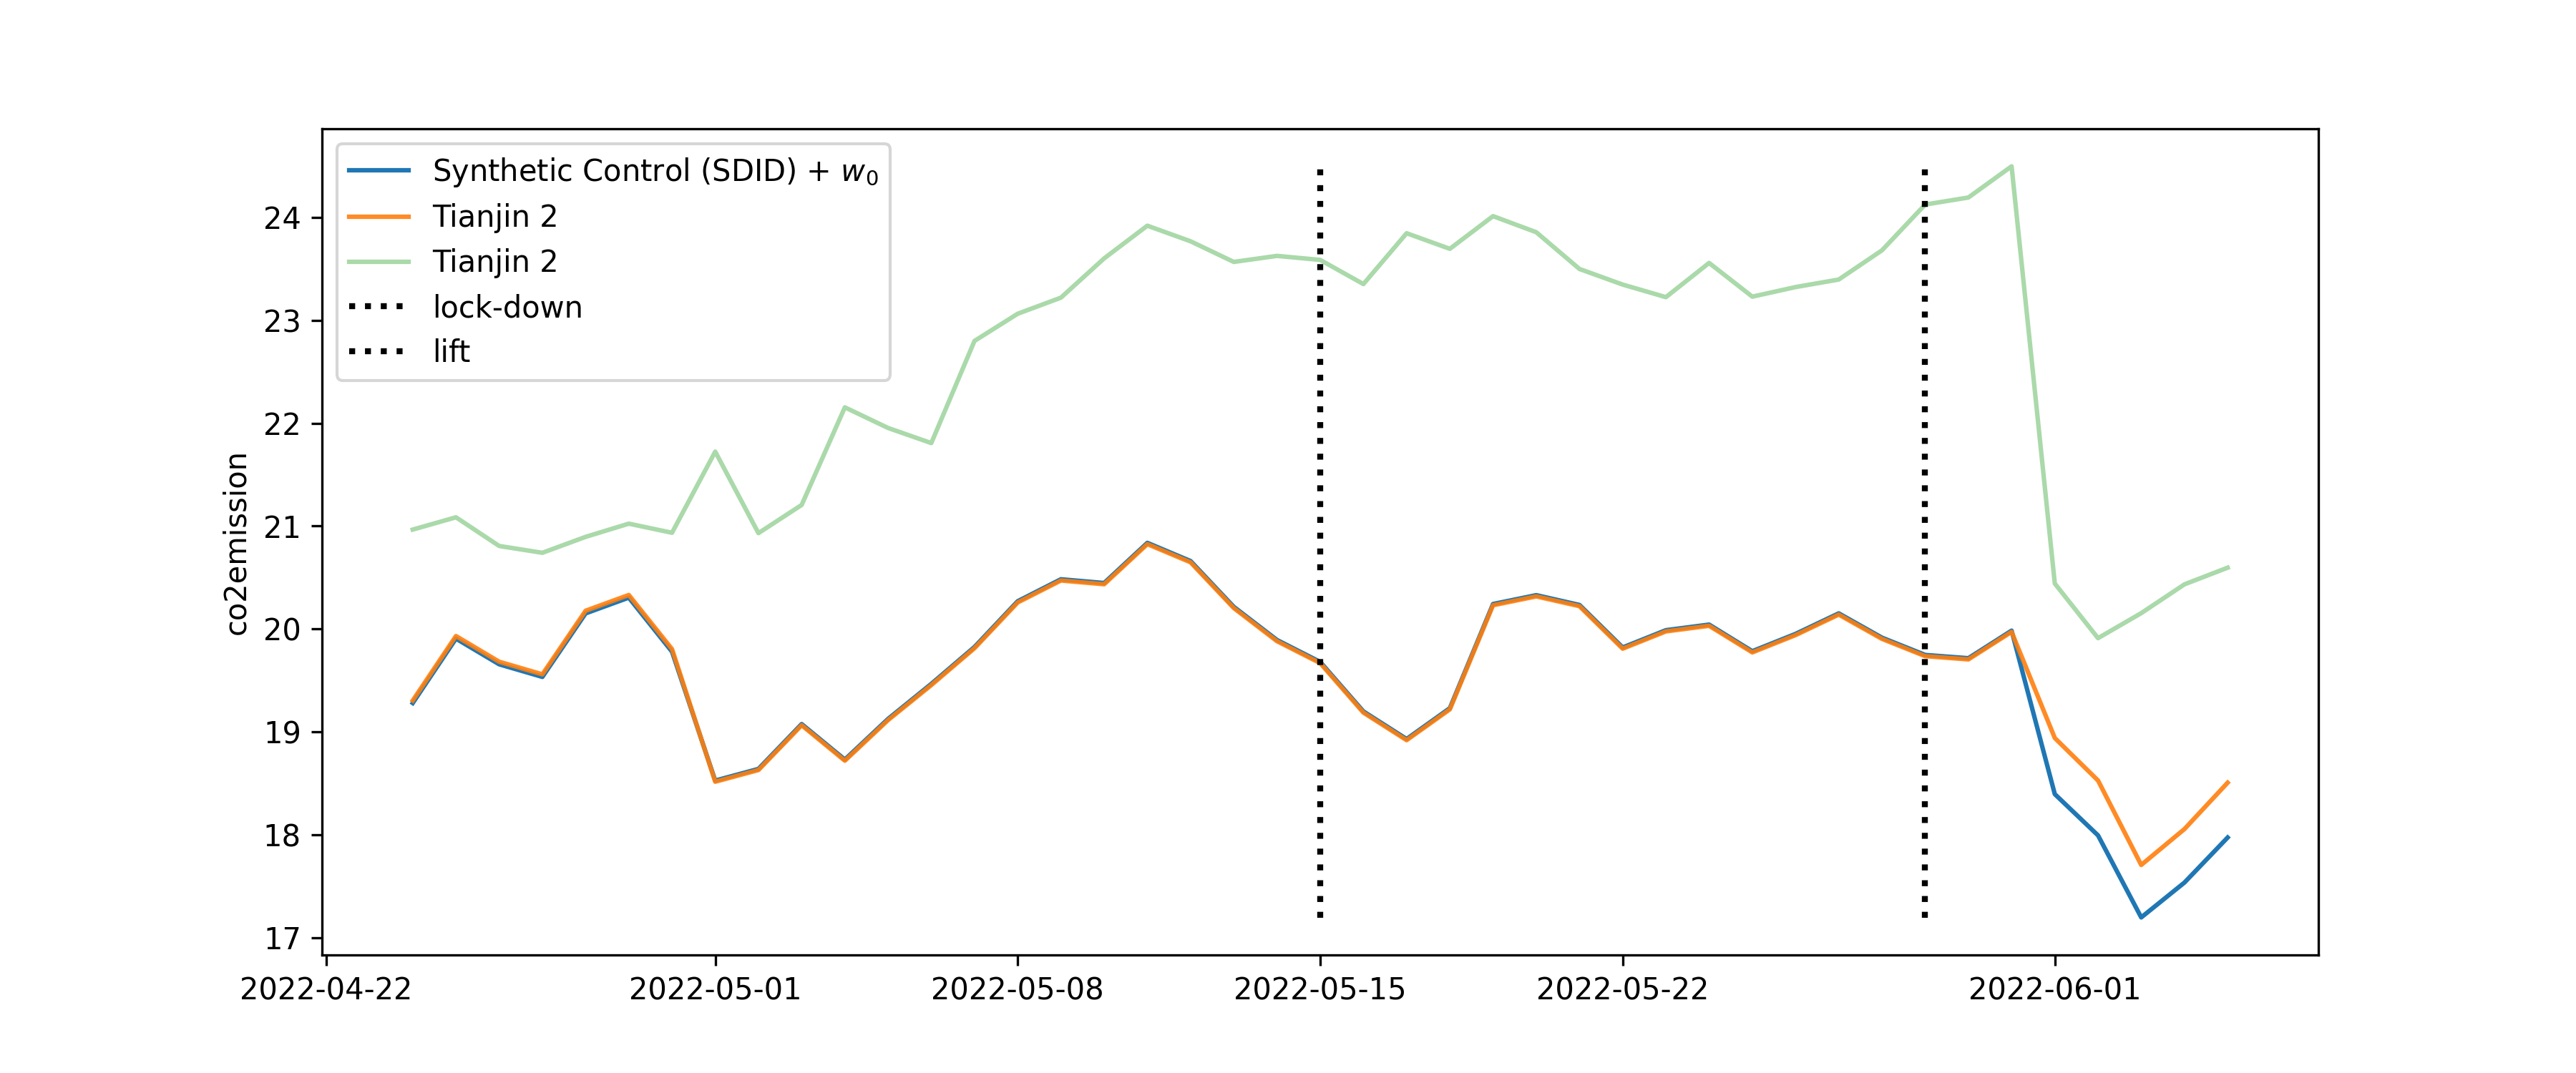 Synthetic Control (SDID) + w₀
Tianjin 2
Tianjin 2
lock-down
lift
co2emission
24
23
22
21
20
19
18
17
2022-04-22
2022-05-01
2022-05-08
2022-05-15
2022-05-22
2022-06-01